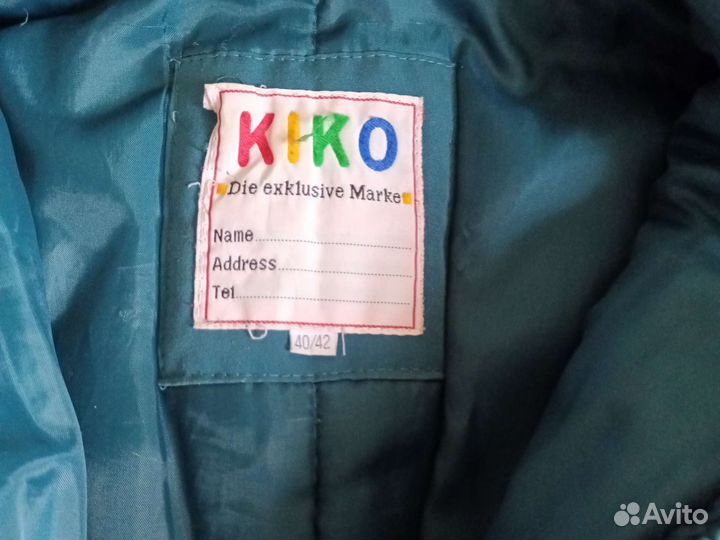 KIKO
Die exklusive Marke
Name
Address
Tel
40/42
Avito